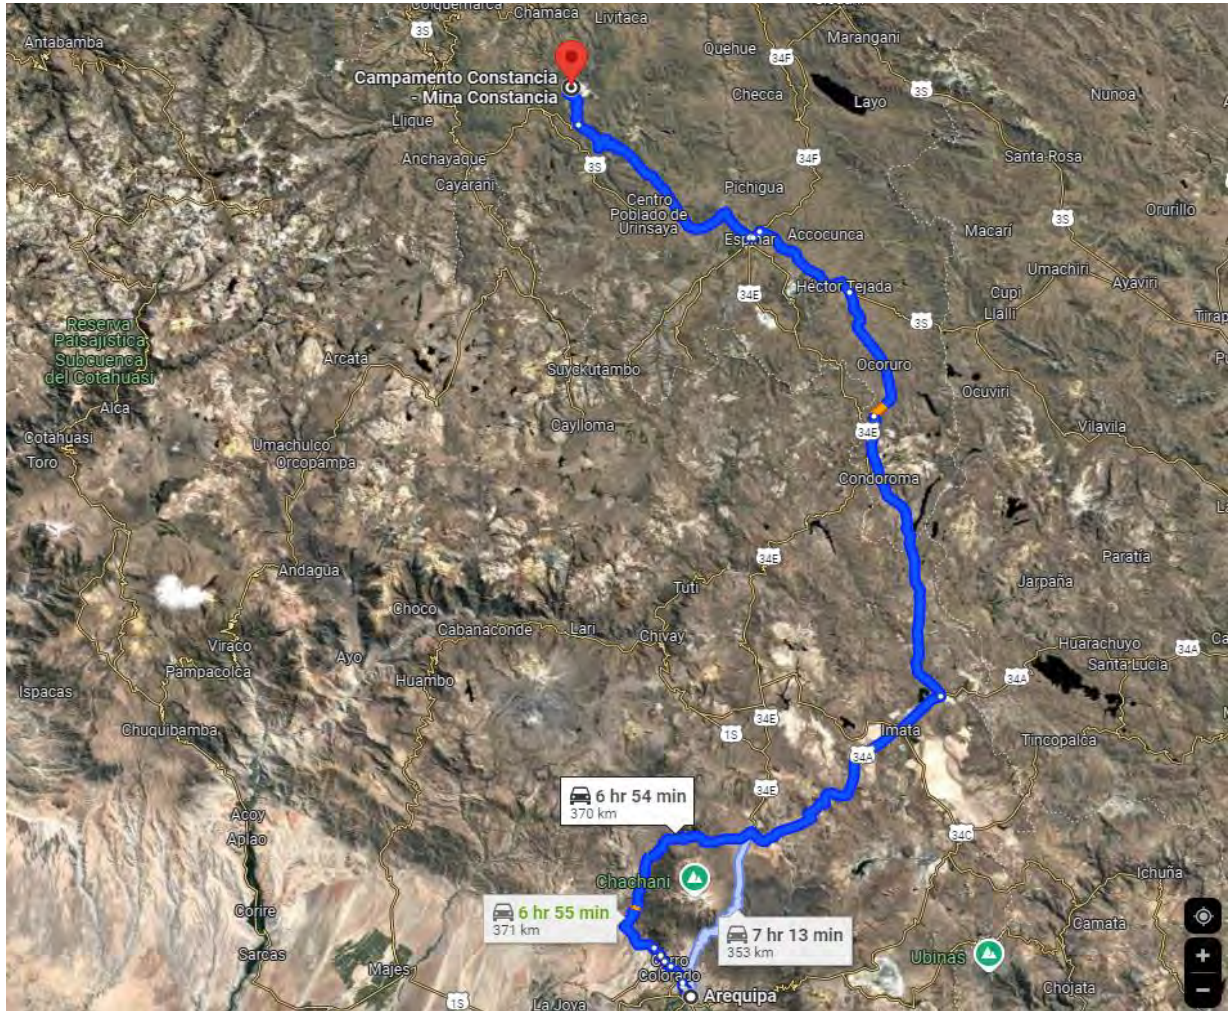 Coiquemarca
Chamaca
Livitaca
Antabamba
3S
Quehue
34F
Marangani
Campamento Constancia
- Mina Constancia
Checca
Layo
3S
Nunoa
Llique
Anchayaque
3S
34F
Santa Rosa
Cayarani
Pichigua
Centro
Poblado de
Urinsaya
3S
Orurillo
Espinar
Accocunca
Macarí
Umachiri
Ayaviri
34E
Hector Tejada
Cupi
Llalli
3S
Reserva
Paisajística
Subcuenca
del Cotahuasi
Arcata
Suyckutambo
Ocoruro
Ocuviri
Alca
Caylloma
34E
Vilavila
Cotahuasi
Toro
Umachulco
Orcopampa
Condoroma
34E
Paratía
Andagua
Tuti
Jarpaña
Choco
Cabanaconde
Lari
Chivay
Huarachuyo
34A
Santa Lucia
34A
Viraco
Ayo
Pampacolca
Huambo
Ispacas
Chuquibamba
34E
1S
Imata
Tincopalca
34A
6 hr 54 min
370 km
34E
Acoy
Aplao
34C
Chachani
Ichuña
6 hr 55 min
371 km
7 hr 13 min
353 km
Corire
Camata
Sarcas
Majes
Cerro
Colorado
Ubinas
1S
La Joya
Arequipa
Chojata
+
−